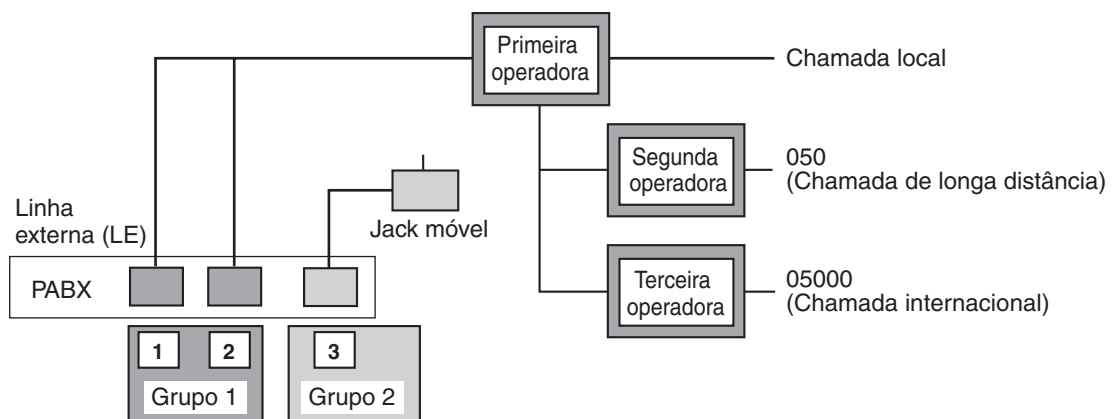 Primeira
operadora
Chamada local
Segunda
operadora
050
(Chamada de longa distância)
Linha
externa (LE)
Jack móvel
PABX
Terceira
operadora
05000
(Chamada internacional)
1
2
3
Grupo 1
Grupo 2